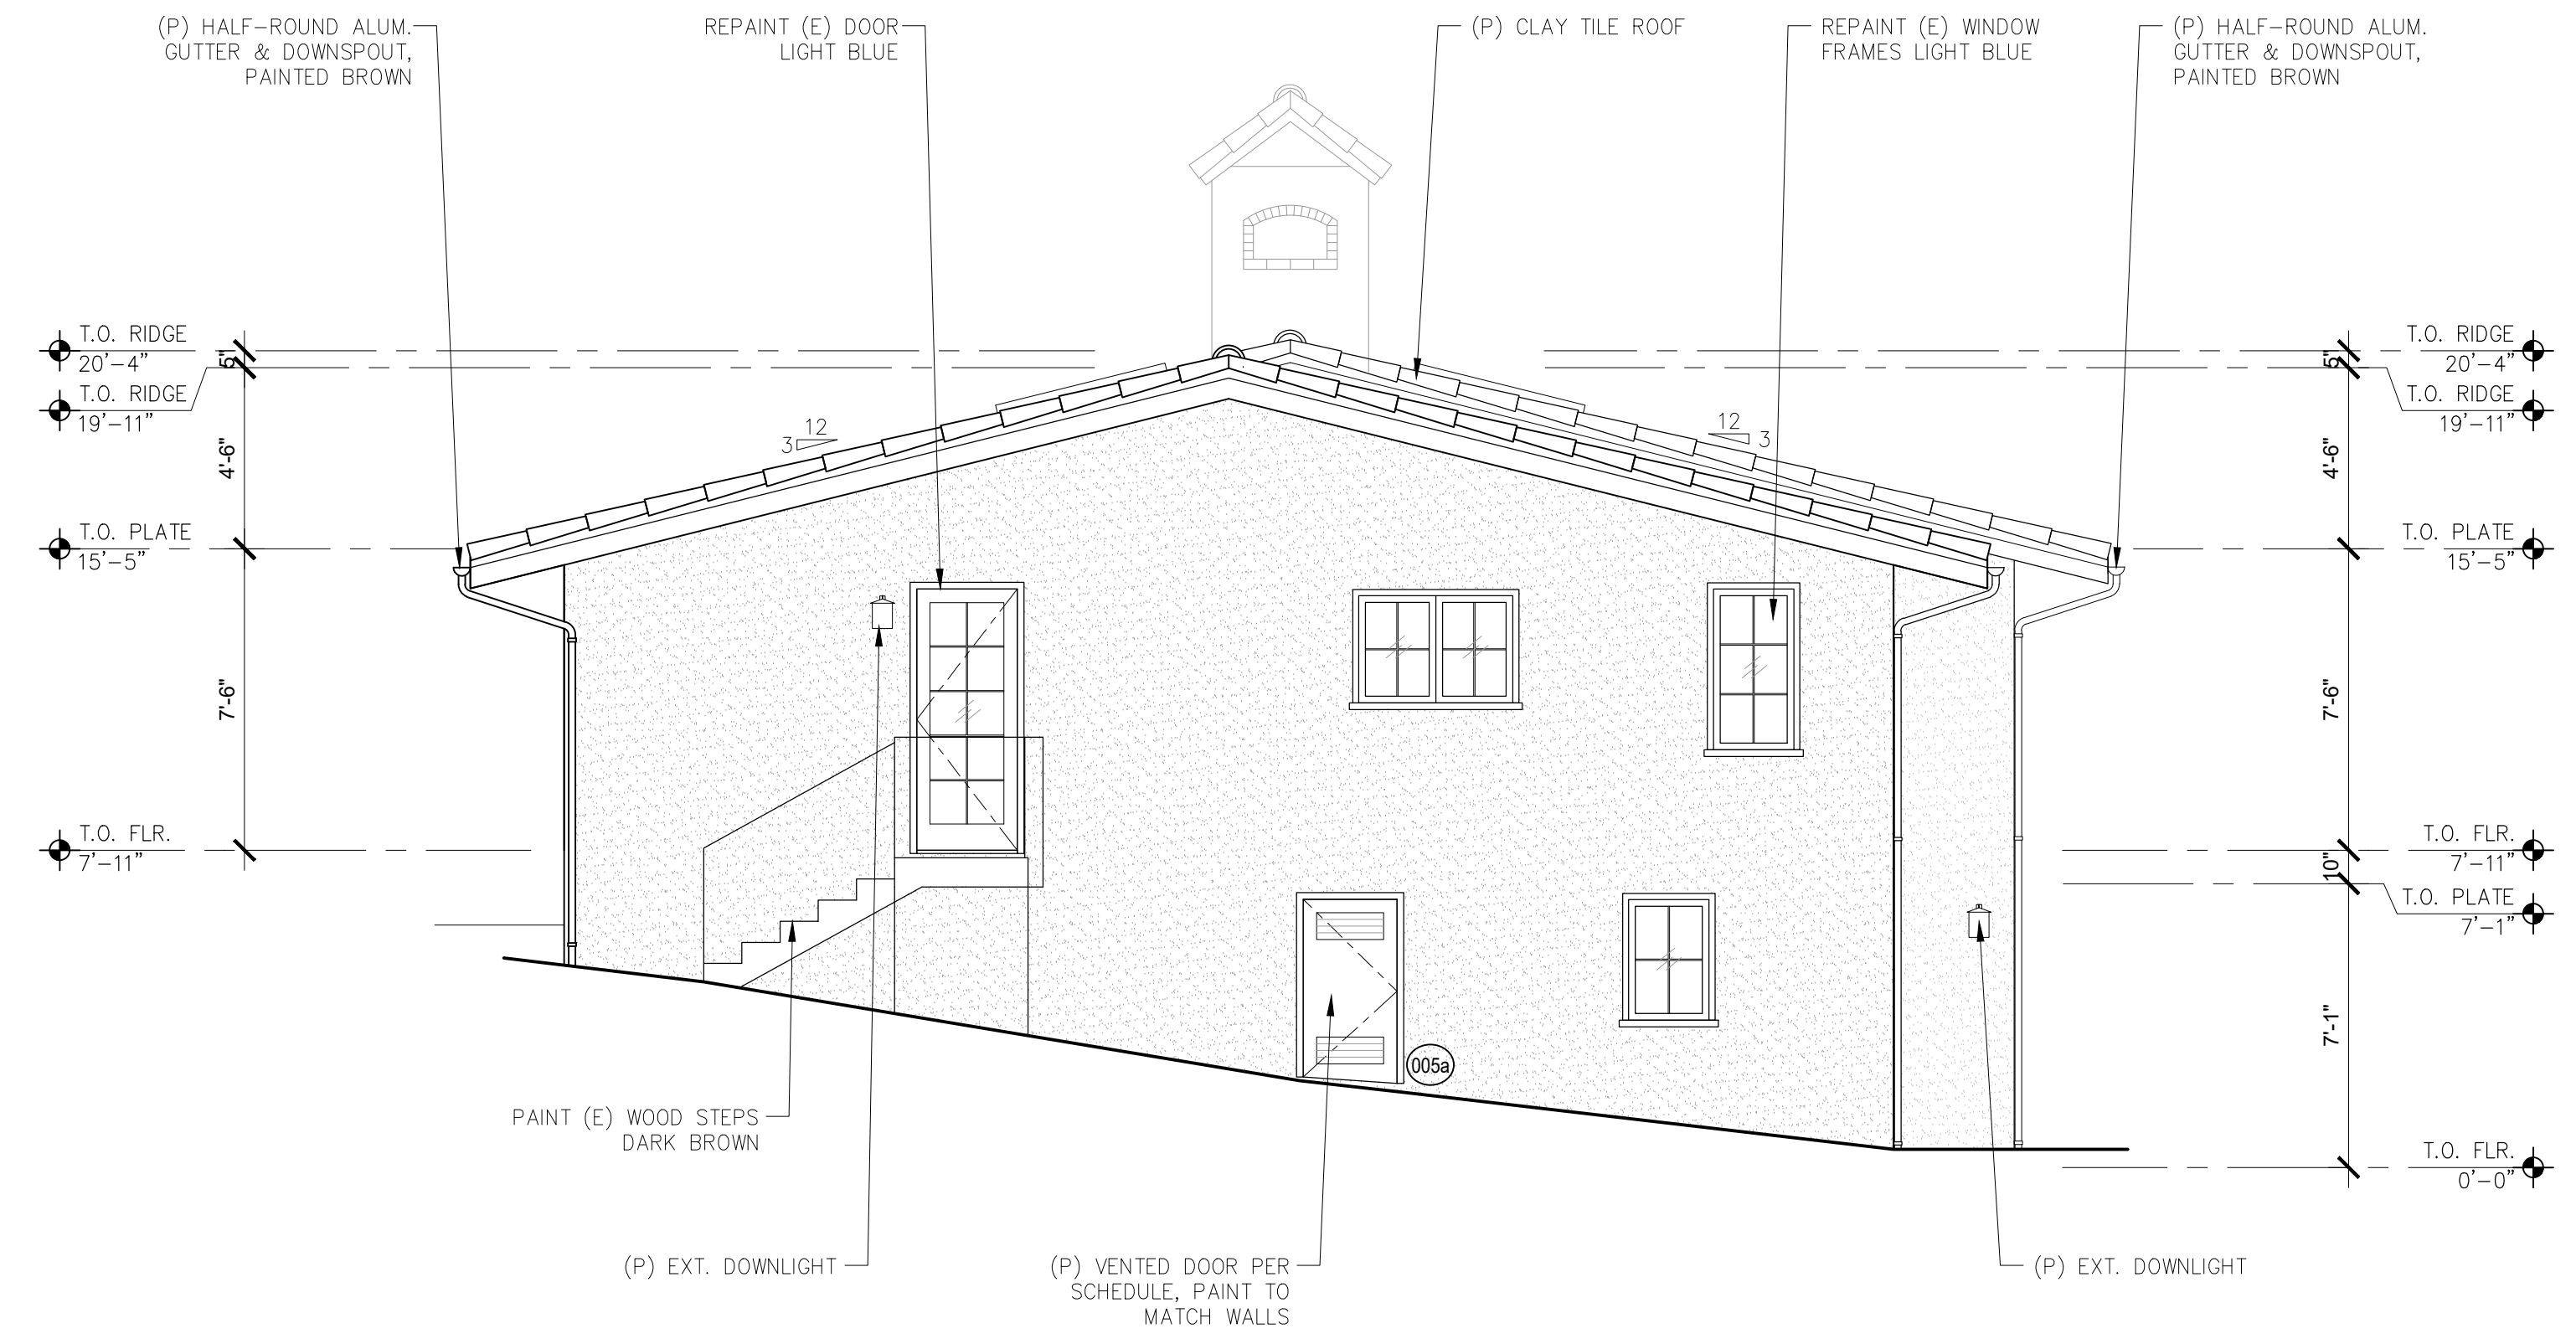 (P) HALF-ROUND ALUM.
GUTTER & DOWNSPOUT,
PAINTED BROWN
REPAINT (E) DOOR
LIGHT BLUE
(P) CLAY TILE ROOF
REPAINT (E) WINDOW
FRAMES LIGHT BLUE
(P) HALF-ROUND ALUM.
GUTTER & DOWNSPOUT,
PAINTED BROWN
T.O. RIDGE
20'-4"
T.O. RIDGE
19'-11"
T.O. PLATE
15'-5"
T.O. FLR.
7'-11"
5"
4'-6"
7'-6"
12
3
12
3
005a
5"
4'-6"
7'-6"
10"
7'-1"
T.O. RIDGE
20'-4"
T.O. RIDGE
19'-11"
T.O. PLATE
15'-5"
T.O. FLR.
7'-11"
T.O. PLATE
7'-1"
T.O. FLR.
0'-0"
PAINT (E) WOOD STEPS
DARK BROWN
(P) EXT. DOWNLIGHT
(P) VENTED DOOR PER
SCHEDULE, PAINT TO
MATCH WALLS
(P) EXT. DOWNLIGHT